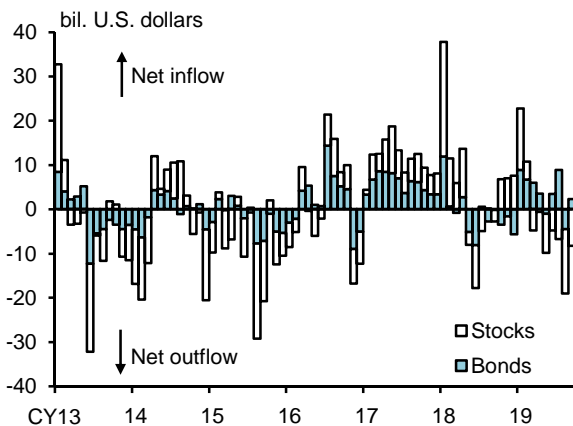 bil. U.S. dollars
40
30
20
10
0
-10
-20
-30
-40
Net inflow
Net outflow
Stocks
Bonds
CY13 14 15 16 17 18 19